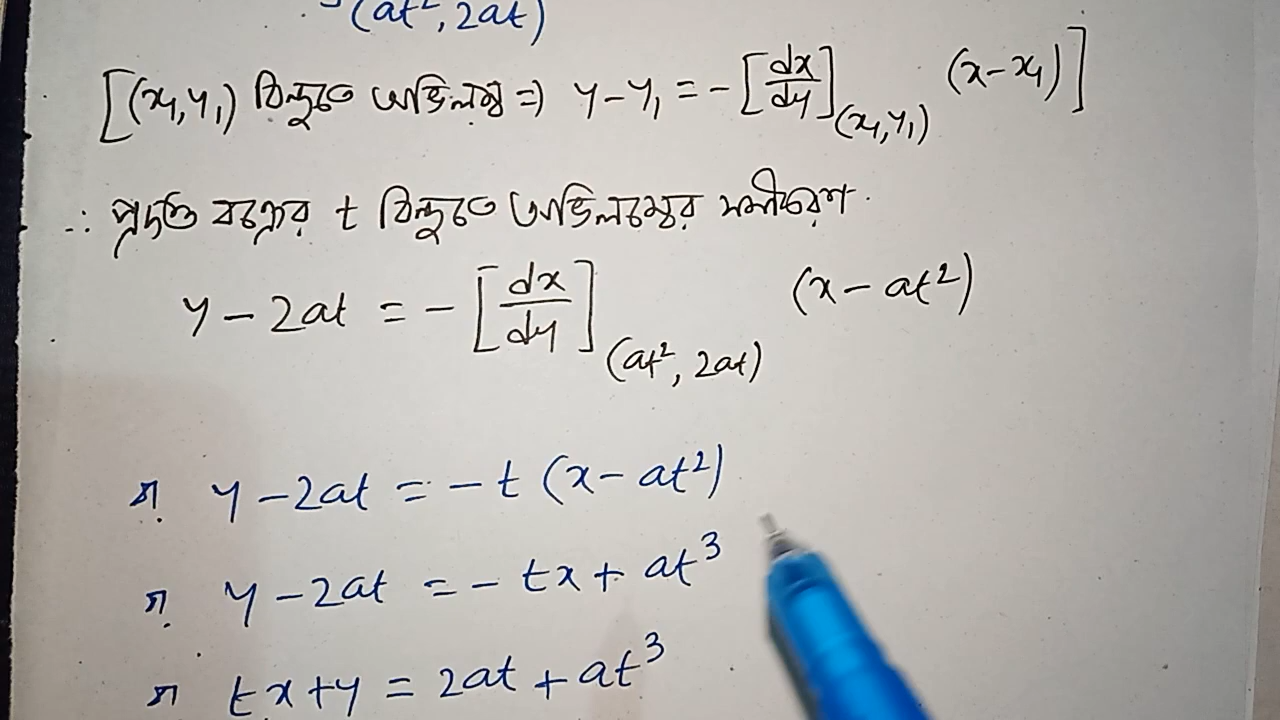 (at², 2at)
[(x₁,y₁) বিন্দুতে অভিলম্ব ⇒ y-y₁ = -[dx/dy](x₁,y₁) (x-x₁)]
∴ প্রদত্ত বক্রের t বিন্দুতে অভিলম্বের সমীকরণ.
y - 2at = - [dx/dy](at², 2at) (x - at²)
বা, y - 2at = - t (x - at²)
বা, y - 2at = - tx + at³
বা tx + y = 2at + at³